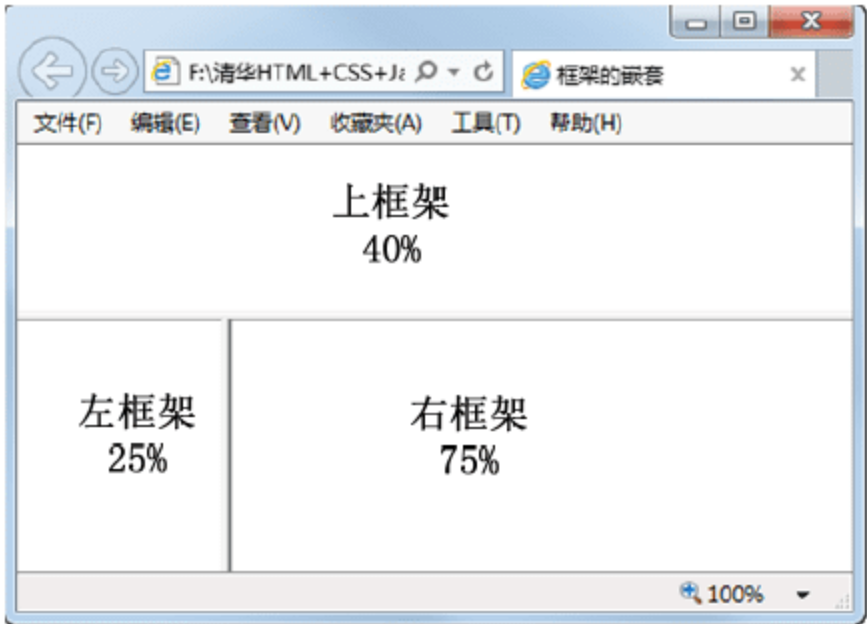 F:\清华HTML+CSS+Ja
框架的嵌套
文件(F) 编辑(E) 查看(V) 收藏夹(A) 工具(T) 帮助(H)
上框架
40%
左框架
25%
右框架
75%
100%